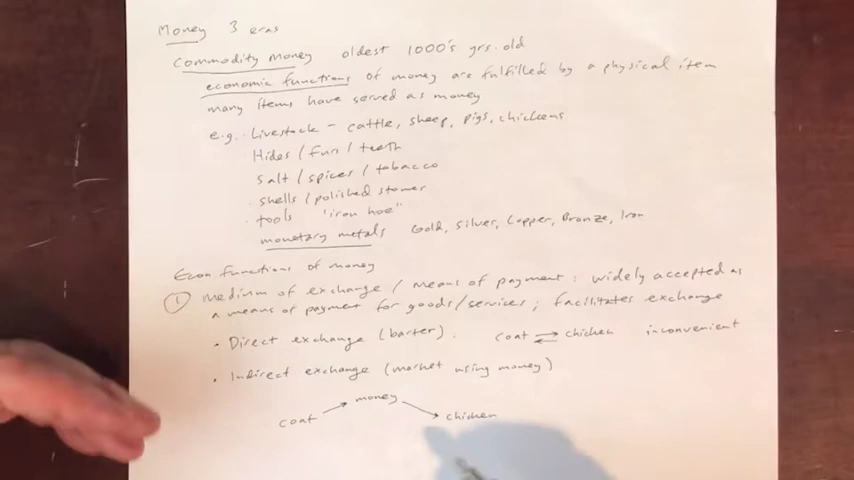 Money 3 eras
Commodity Money oldest 1000's yrs. old
economic functions of money are fulfilled by a physical item
many items have served as money
e.g. Livestock - cattle, sheep, pigs, chickens
Hides / furs / teeth
Salt / spices / tobacco
· shells / polished stones
· tools "iron hoe"
monetary metals Gold, Silver, Copper, Bronze, Iron
Econ functions of money
① medium of exchange / means of payment : widely accepted as
a means of payment for goods/services ; facilitates exchange
· Direct exchange (barter). coat ⇌ chicken inconvenient
· Indirect exchange (market using money)
money
coat → → chicken